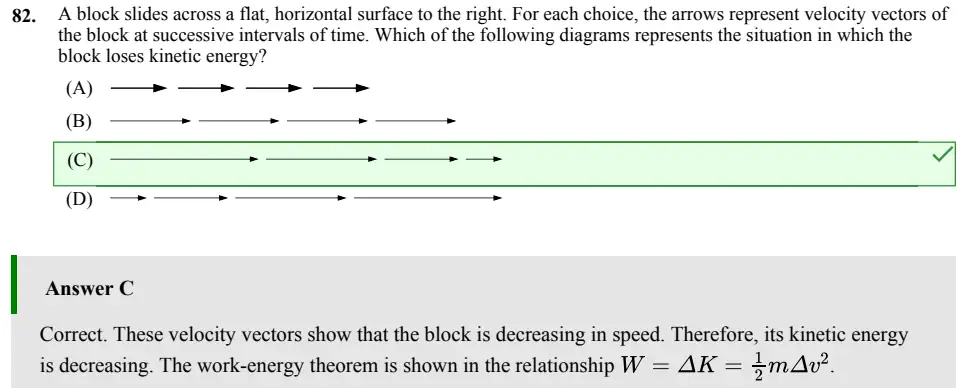 82. A block slides across a flat, horizontal surface to the right. For each choice, the arrows represent velocity vectors of
the block at successive intervals of time. Which of the following diagrams represents the situation in which the
block loses kinetic energy?
(A)
(B)
(C)
(D)
Answer C
Correct. These velocity vectors show that the block is decreasing in speed. Therefore, its kinetic energy
is decreasing. The work-energy theorem is shown in the relationship W = ΔK = ½mΔv².